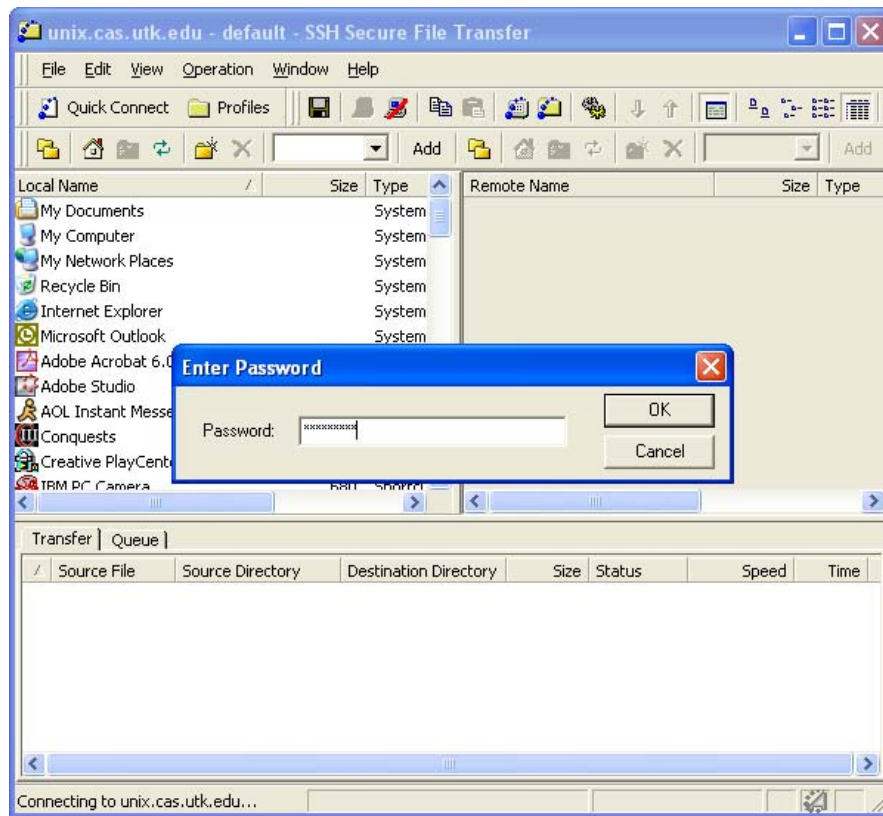 unix.cas.utk.edu - default - SSH Secure File Transfer
File Edit View Operation Window Help
Quick Connect Profiles
Add Add
Local Name / Size Type Remote Name Size Type
My Documents System
My Computer System
My Network Places System
Recycle Bin System
Internet Explorer System
Microsoft Outlook System
Adobe Acrobat 6.0
Adobe Studio
AOL Instant Messe
Conquests
Creative PlayCente
IBM PC Camera 680 Shortcu
Enter Password
Password: ********* OK
Cancel
Transfer Queue
/ Source File Source Directory Destination Directory Size Status Speed Time
Connecting to unix.cas.utk.edu...